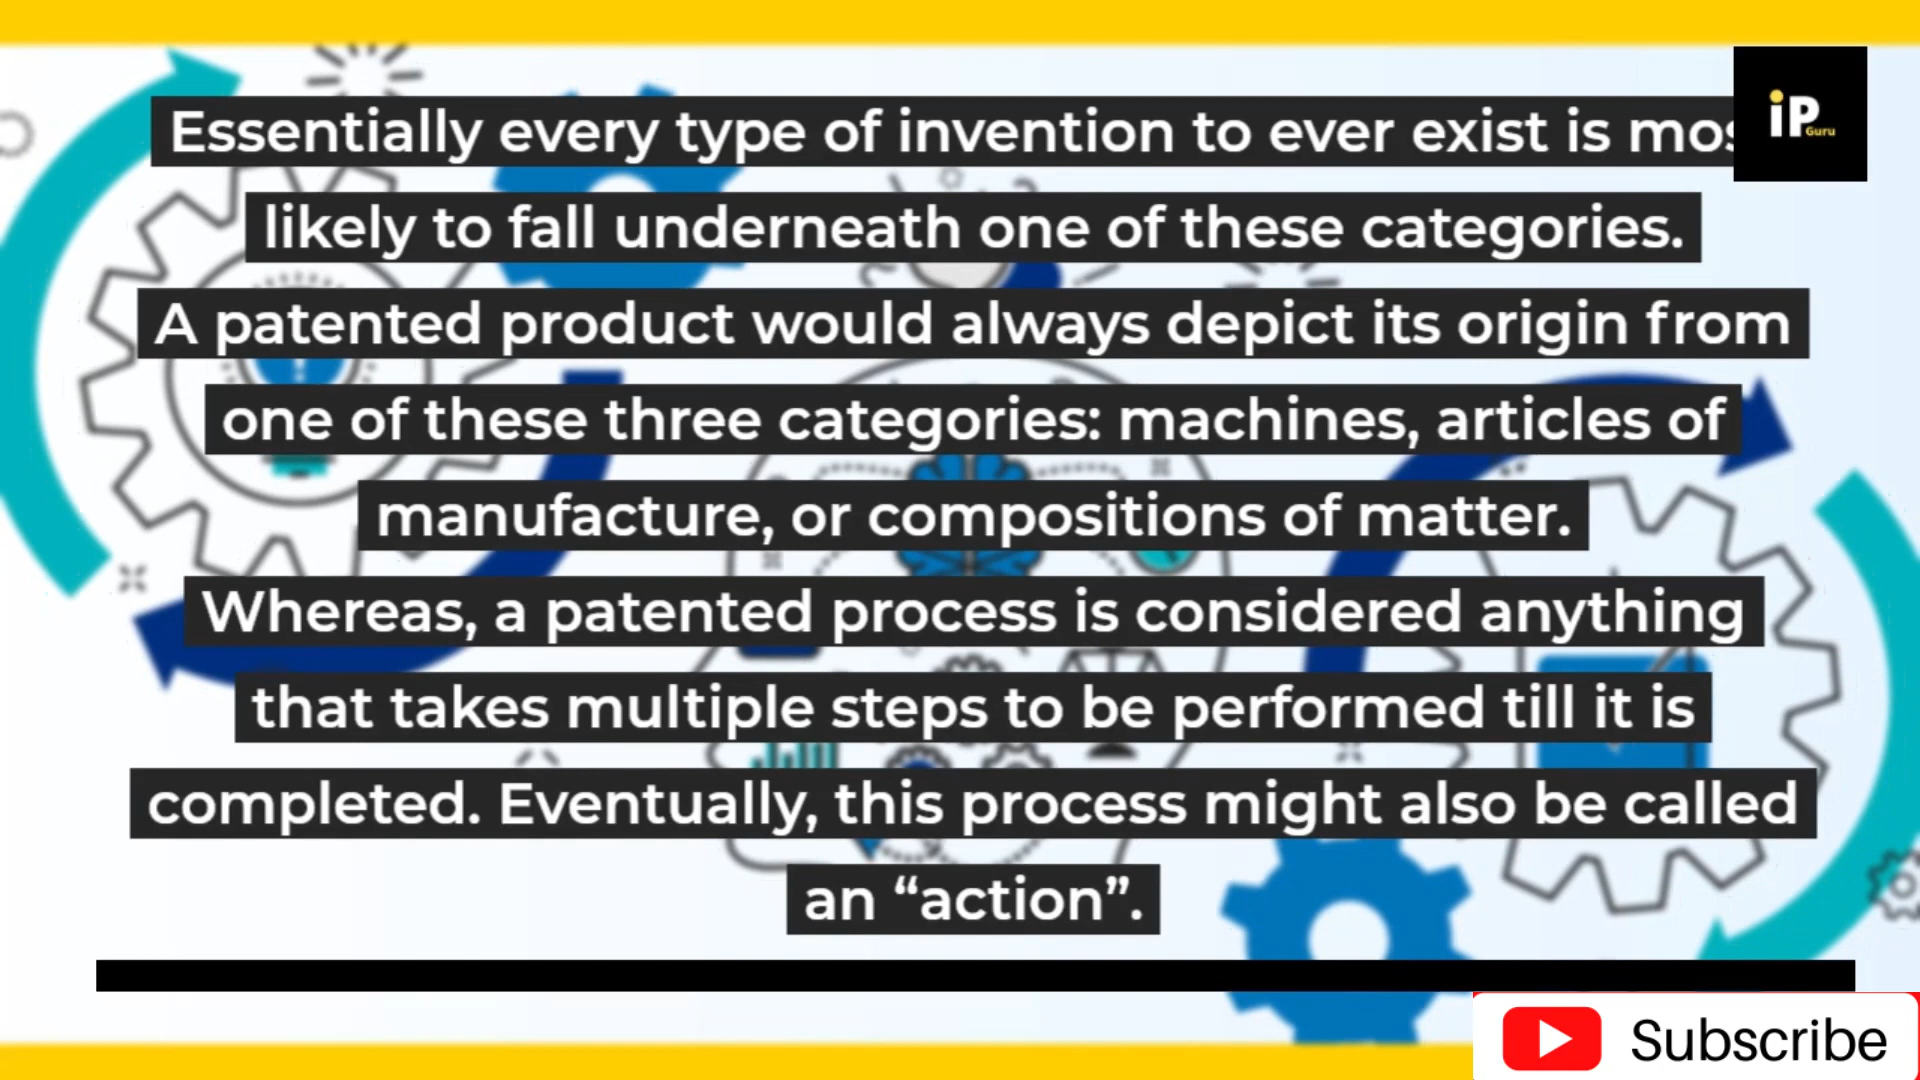 Essentially every type of invention to ever exist is mos
likely to fall underneath one of these categories.
A patented product would always depict its origin from
one of these three categories: machines, articles of
manufacture, or compositions of matter.
Whereas, a patented process is considered anything
that takes multiple steps to be performed till it is
completed. Eventually, this process might also be called
an “action”.
iP Guru
Subscribe